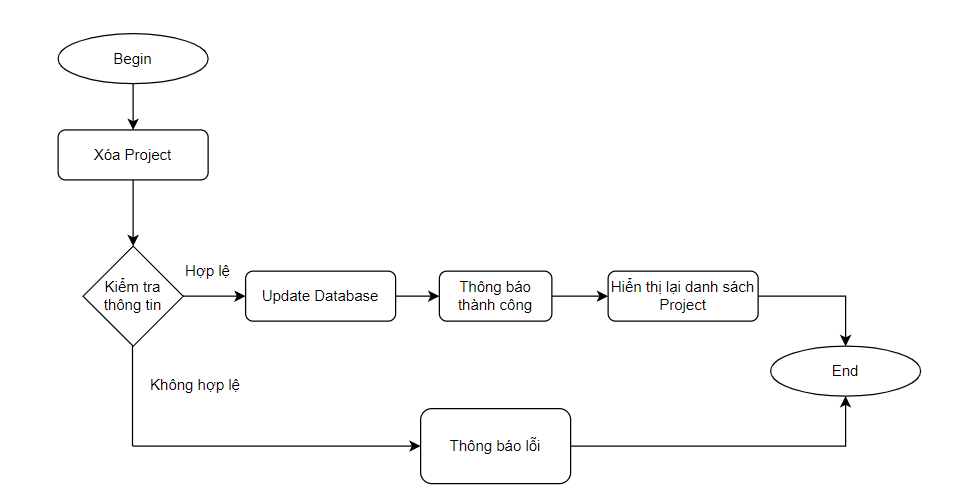 Begin
Xóa Project
Kiểm tra
thông tin
Hợp lệ
Update Database
Thông báo
thành công
Hiển thị lại danh sách
Project
End
Không hợp lệ
Thông báo lỗi